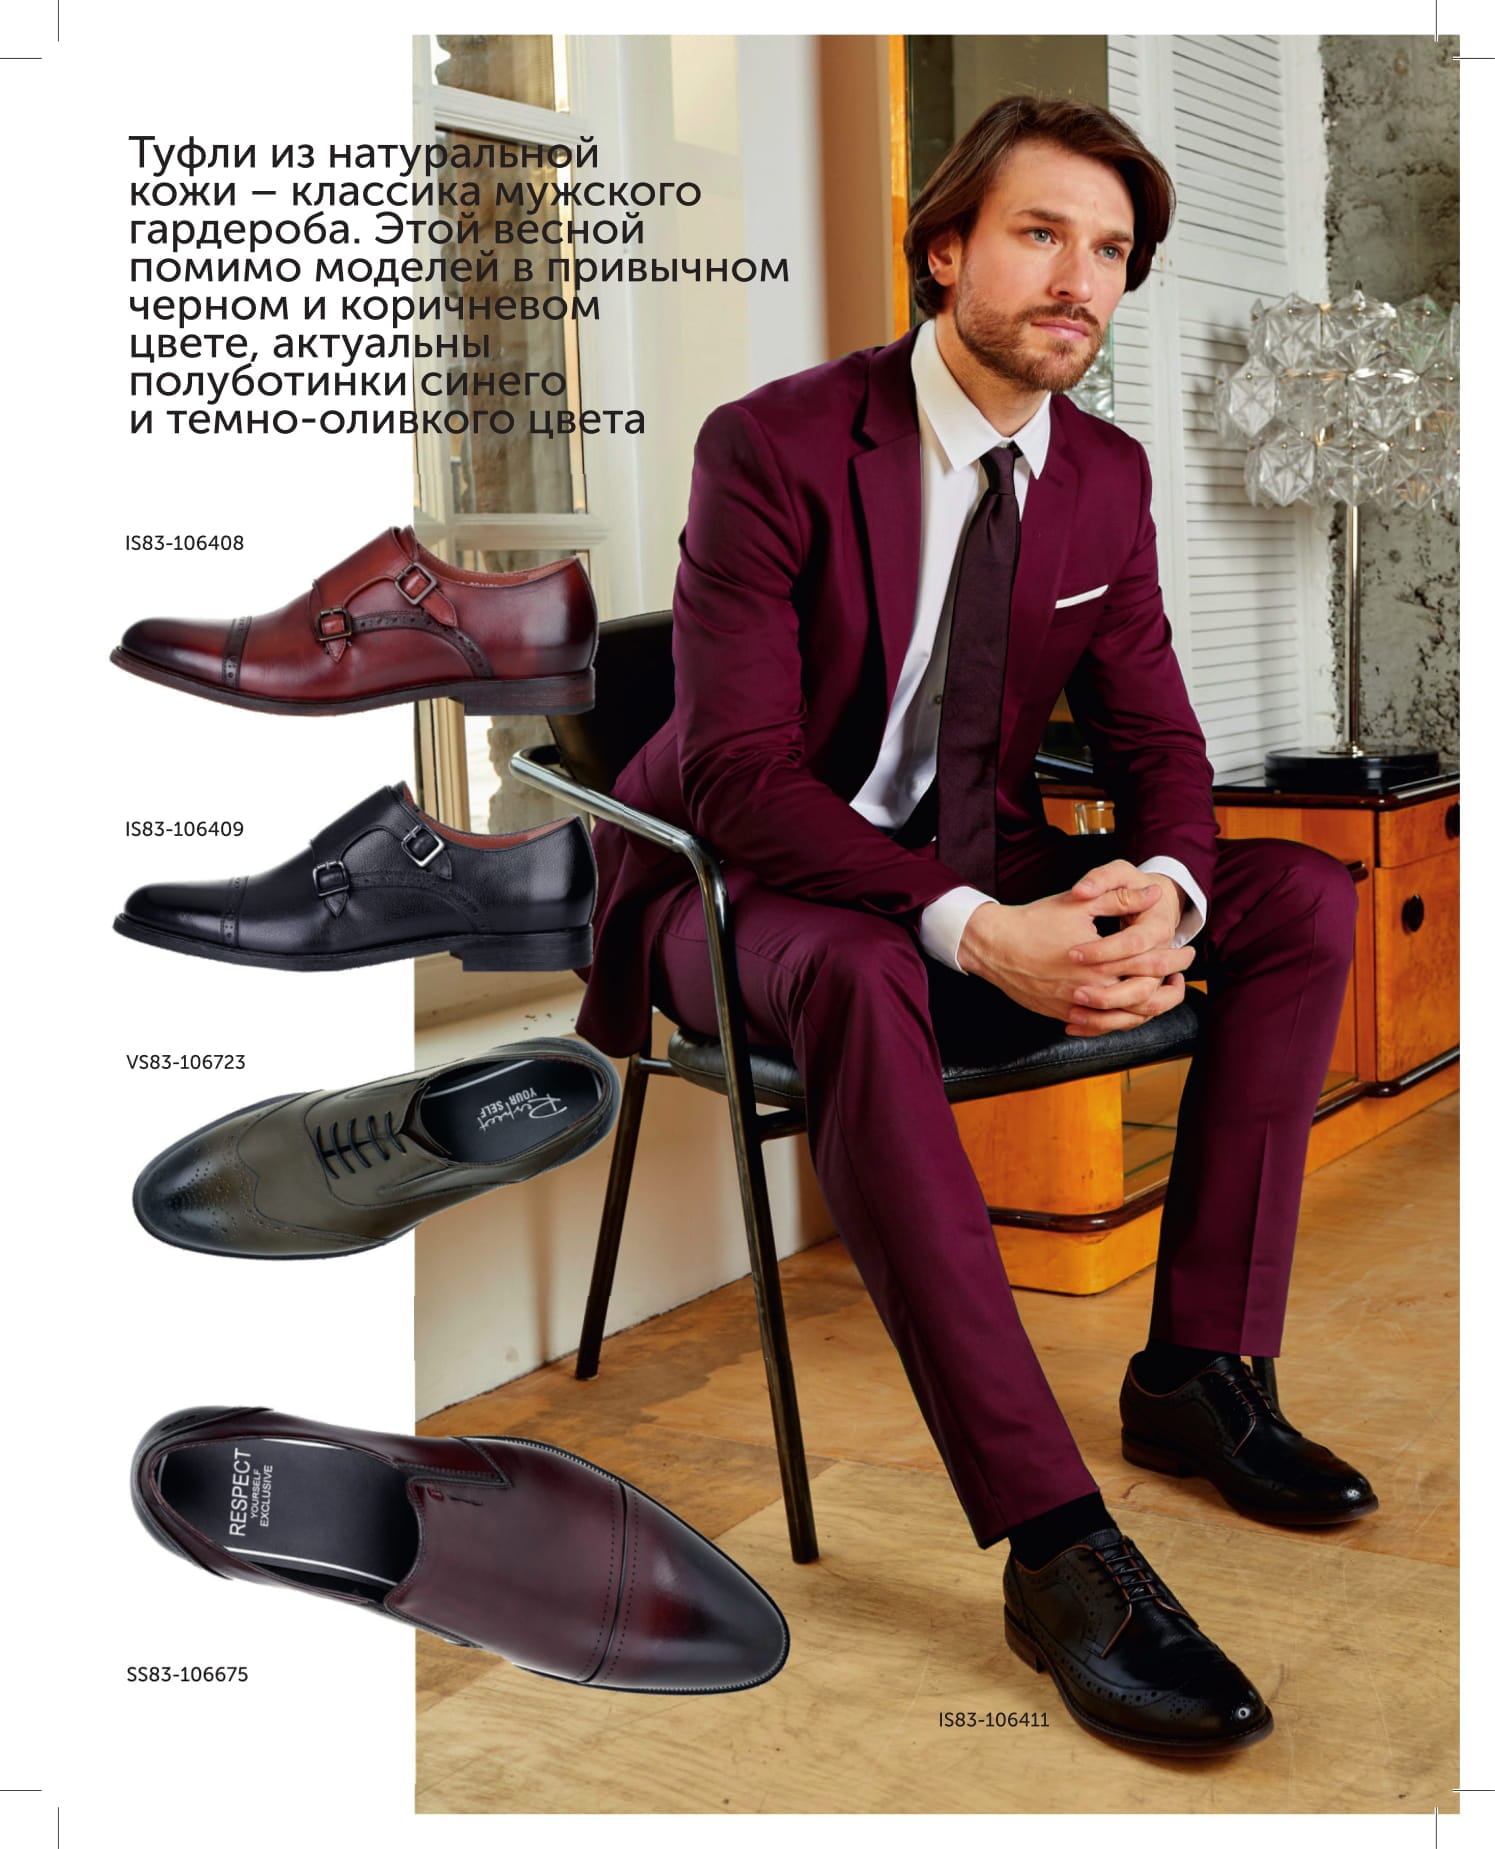 Туфли из натуральной
кожи – классика мужского
гардероба. Этой весной
помимо моделей в привычном
черном и коричневом
цвете, актуальны
полуботинки синего
и темно-оливкого цвета
IS83-106408
IS83-106409
VS83-106723
Respect
YOUR SELF
RESPECT
YOURSELF
EXCLUSIVE
SS83-106675
IS83-106411